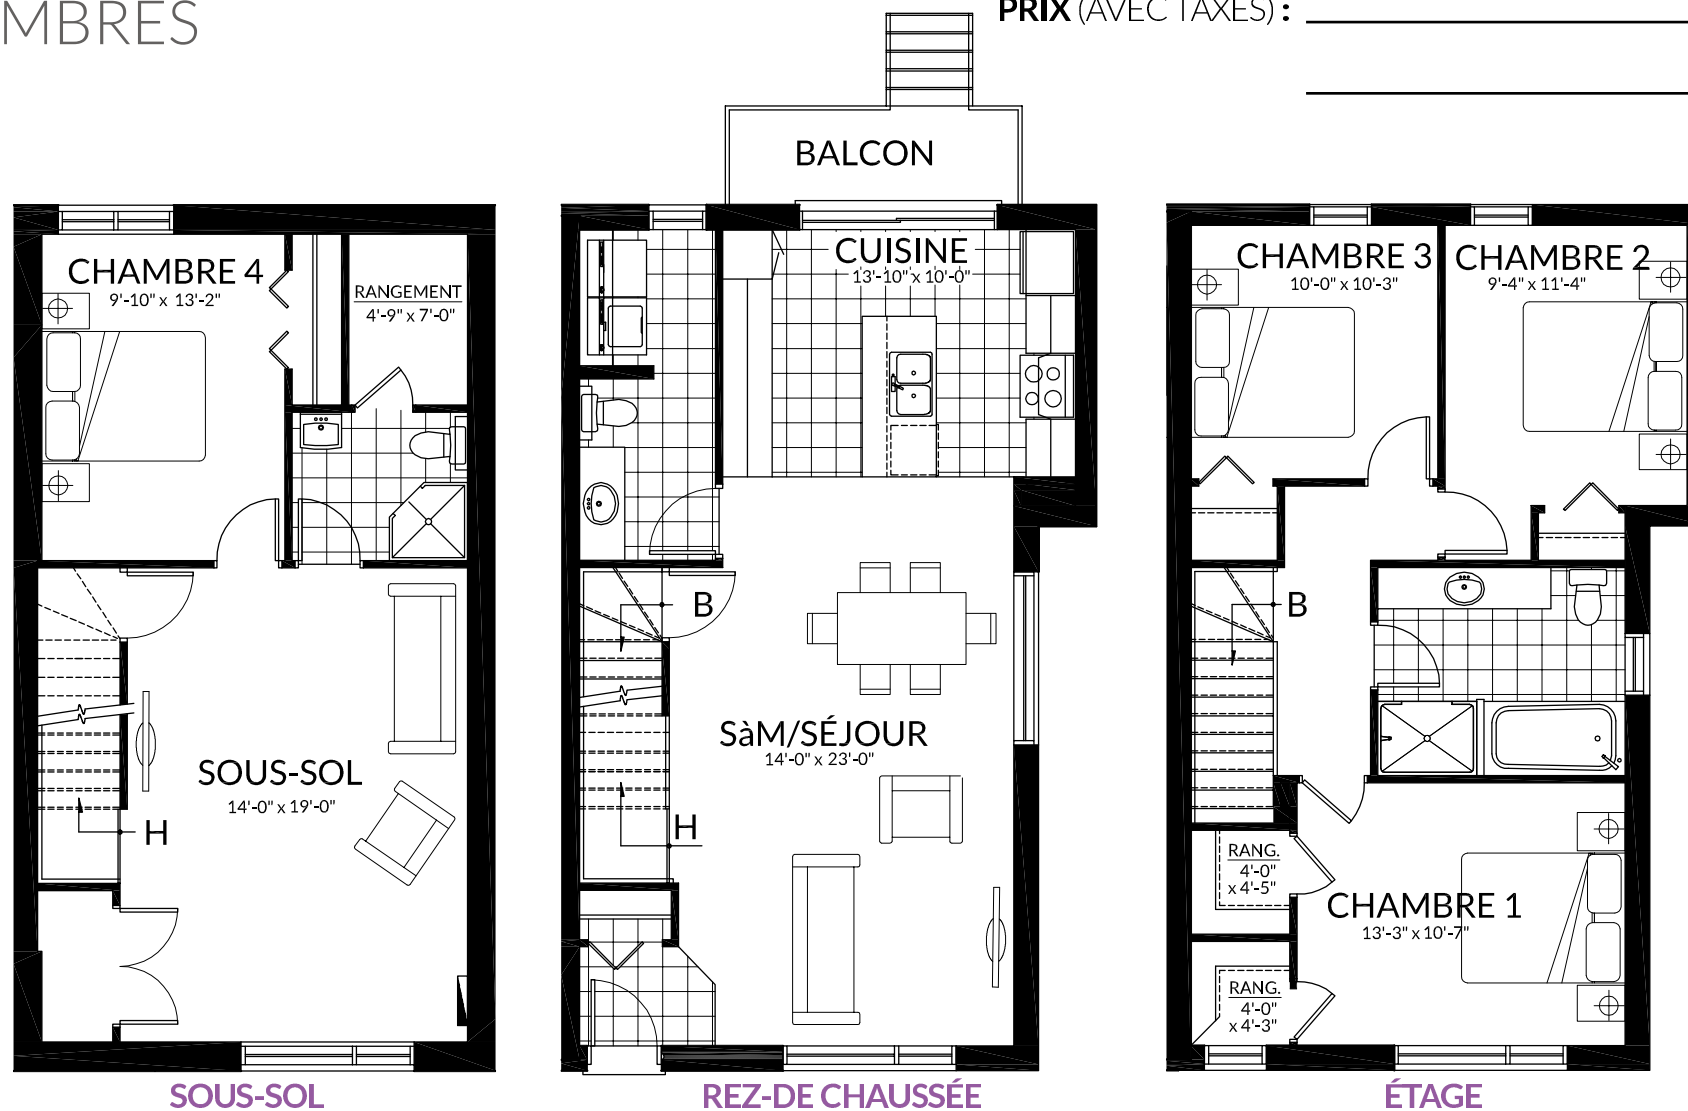 MBRES
PRIX (AVEC TAXES) :
BALCON
CHAMBRE 4
9'-10" x 13'-2"
RANGEMENT
4'-9" x 7'-0"
SOUS-SOL
14'-0" x 19'-0"
H
SOUS-SOL
CUISINE
13'-10" x 10'-0"
B
SàM/SÉJOUR
14'-0" x 23'-0"
H
REZ-DE CHAUSSÉE
CHAMBRE 3
10'-0" x 10'-3"
CHAMBRE 2
9'-4" x 11'-4"
B
RANG.
4'-0"
x 4'-5"
CHAMBRE 1
13'-3" x 10'-7"
RANG.
4'-0"
x 4'-3"
ÉTAGE